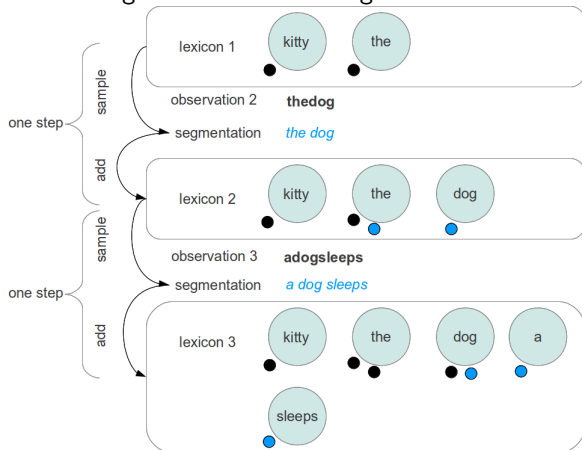 lexicon 1 kitty the
sample
observation 2 thedog
one step
segmentation the dog
add
lexicon 2 kitty the dog
sample
observation 3 adogsleeps
one step
segmentation a dog sleeps
add
lexicon 3 kitty the dog a
sleeps